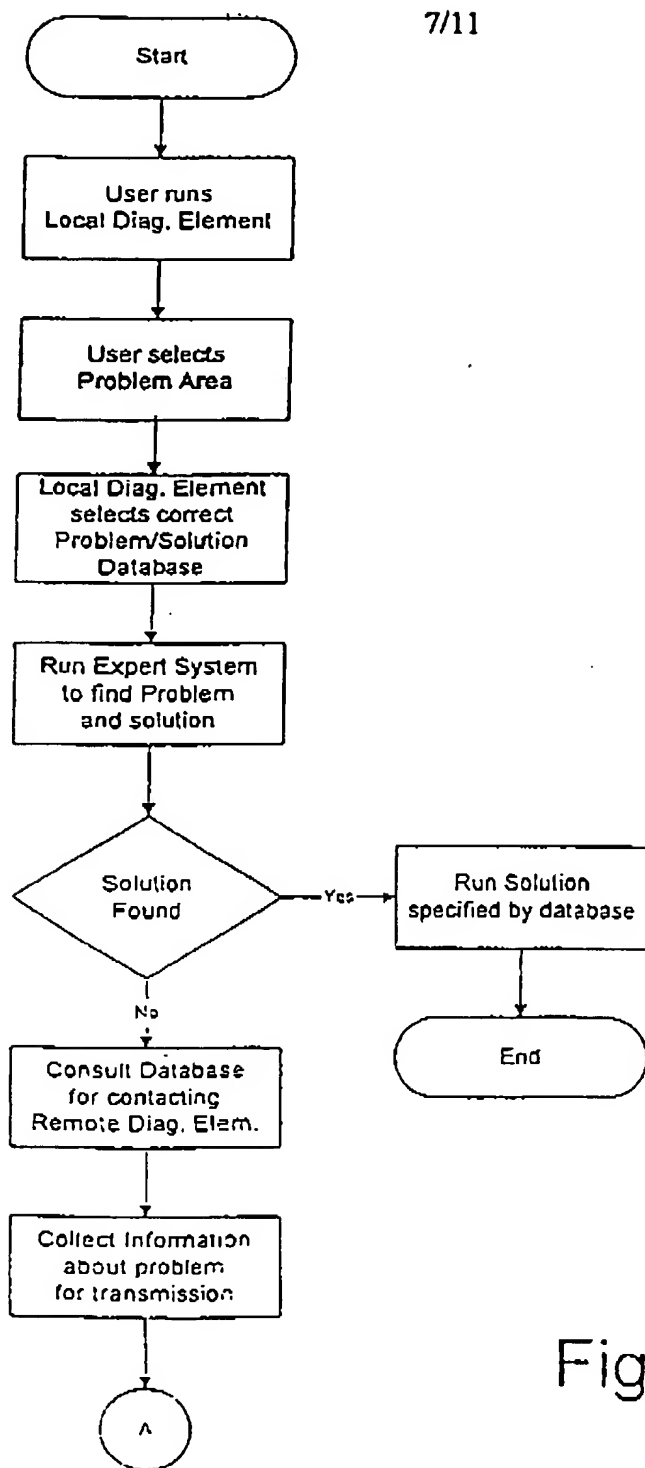 7/11
Start
User runs
Local Diag. Element
User selects
Problem Area
Local Diag. Element
selects correct
Problem/Solution
Database
Run Expert System
to find Problem
and solution
Solution
Found
Yes
Run Solution
specified by database
End
No
Consult Database
for contacting
Remote Diag. Elem.
Collect Information
about problem
for transmission
A
Fig